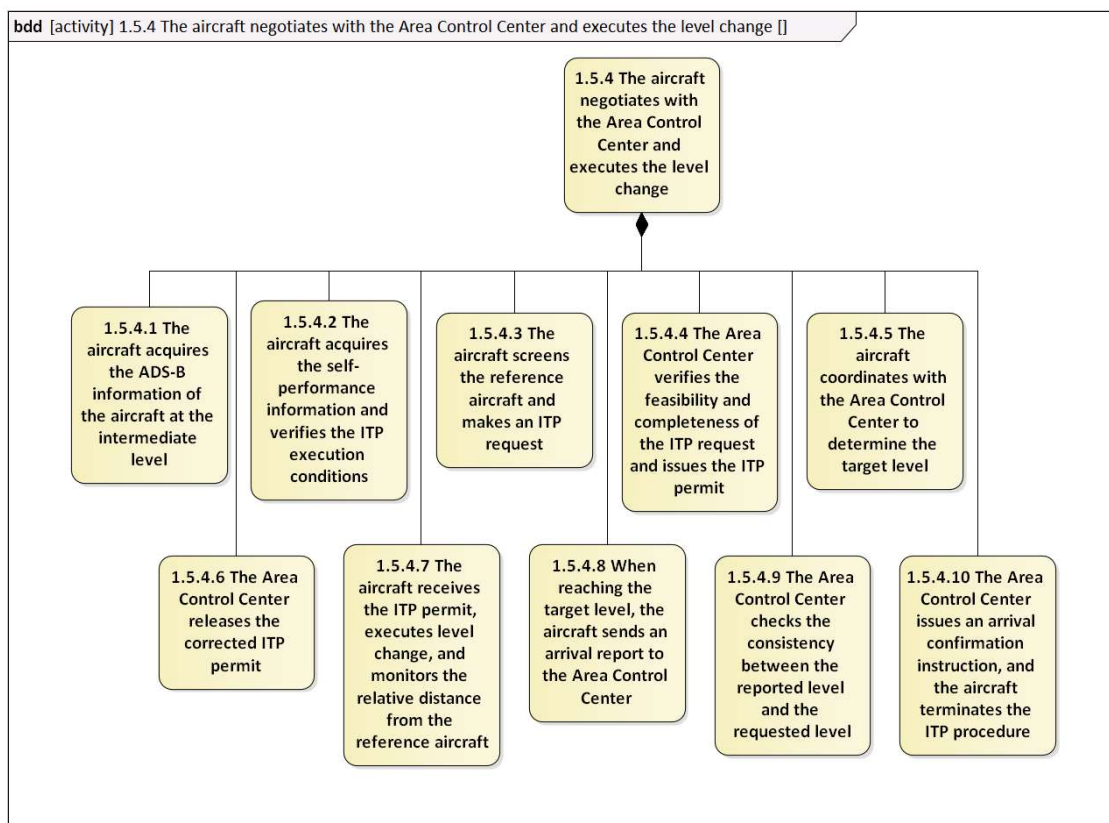 bdd [activity] 1.5.4 The aircraft negotiates with the Area Control Center and executes the level change []
1.5.4 The aircraft
negotiates with
the Area Control
Center and
executes the level
change
1.5.4.1 The
aircraft acquires
the ADS-B
information of
the aircraft at the
intermediate
level
1.5.4.2 The
aircraft acquires
the self-
performance
information and
verifies the ITP
execution
conditions
1.5.4.3 The
aircraft screens
the reference
aircraft and
makes an ITP
request
1.5.4.4 The Area
Control Center
verifies the
feasibility and
completeness of
the ITP request
and issues the ITP
permit
1.5.4.5 The
aircraft
coordinates with
the Area Control
Center to
determine the
target level
1.5.4.6 The Area
Control Center
releases the
corrected ITP
permit
1.5.4.7 The
aircraft receives
the ITP permit,
executes level
change, and
monitors the
relative distance
from the
reference aircraft
1.5.4.8 When
reaching the
target level, the
aircraft sends an
arrival report to
the Area Control
Center
1.5.4.9 The Area
Control Center
checks the
consistency
between the
reported level
and the
requested level
1.5.4.10 The Area
Control Center
issues an arrival
confirmation
instruction, and
the aircraft
terminates the
ITP procedure